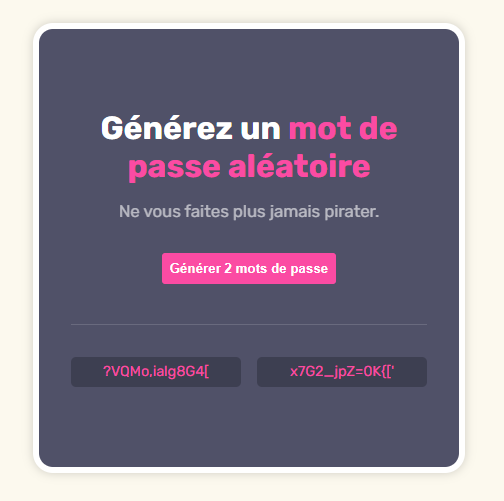 Générez un mot de
passe aléatoire
Ne vous faites plus jamais pirater.
Générer 2 mots de passe
?VQMo,ialg8G4[
x7G2_jpZ=0K{['